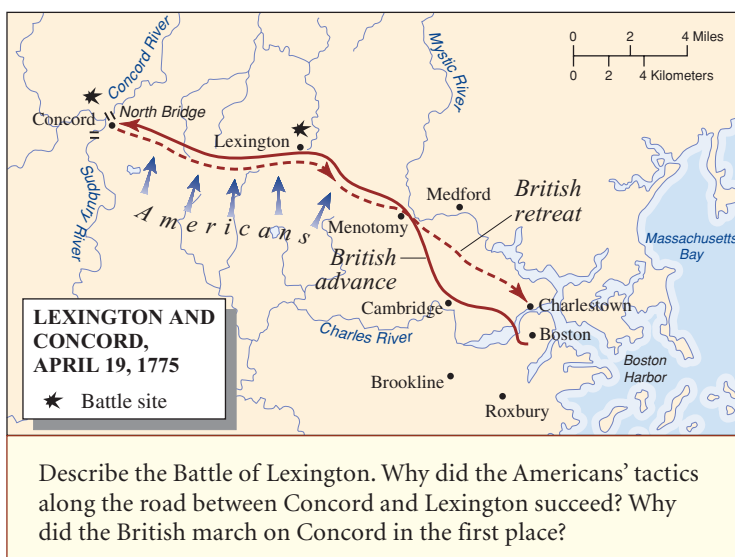 Concord River
Mystic River
0 2 4 Miles
0 2 4 Kilometers
Concord
North Bridge
Lexington
Sudbury River
Americans
Medford
Menotomy
British
retreat
British
advance
Massachusetts
Bay
Cambridge
Charlestown
Charles River
Boston
Boston
Harbor
Brookline
Roxbury
LEXINGTON AND
CONCORD,
APRIL 19, 1775
Battle site
Describe the Battle of Lexington. Why did the Americans’ tactics
along the road between Concord and Lexington succeed? Why
did the British march on Concord in the first place?